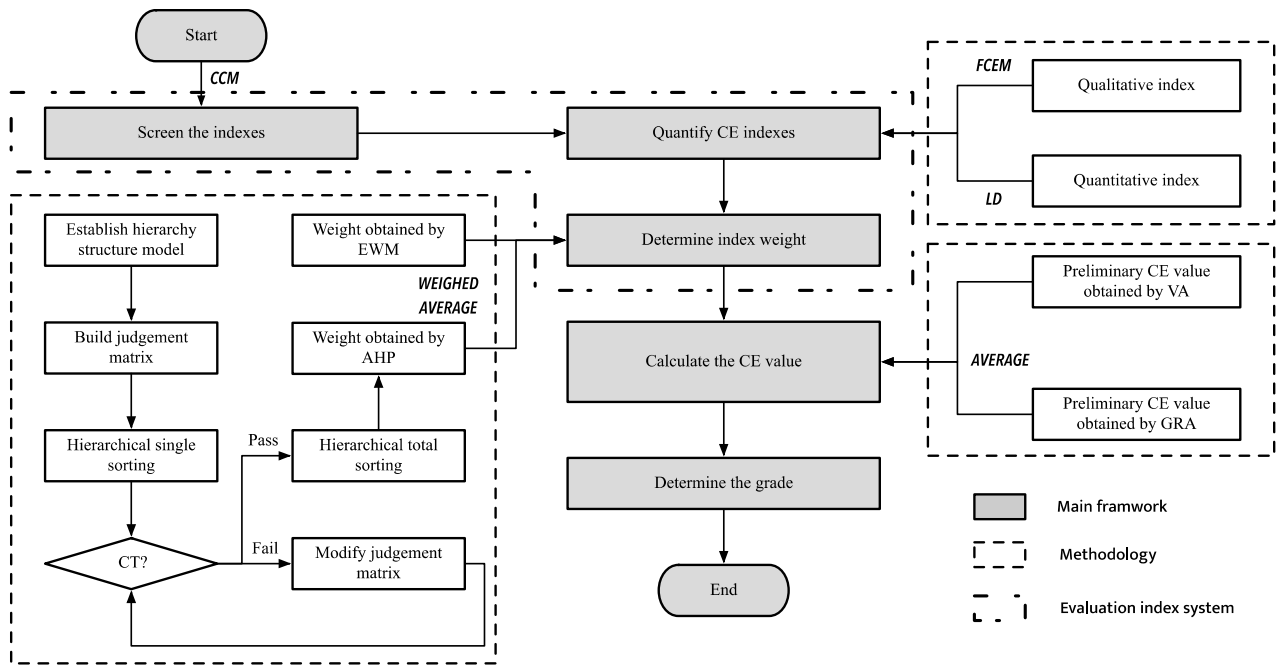 Start
CCM
Screen the indexes
Quantify CE indexes
FCEM
Qualitative index
LD
Quantitative index
Establish hierarchy
structure model
Weight obtained by
EWM
Determine index weight
WEIGHED
AVERAGE
Preliminary CE value
obtained by VA
Build judgement
matrix
Weight obtained by
AHP
Calculate the CE value
AVERAGE
Preliminary CE value
obtained by GRA
Hierarchical single
sorting
Pass
Hierarchical total
sorting
Determine the grade
CT?
Fail
Modify judgement
matrix
End
Main framwork
Methodology
Evaluation index system